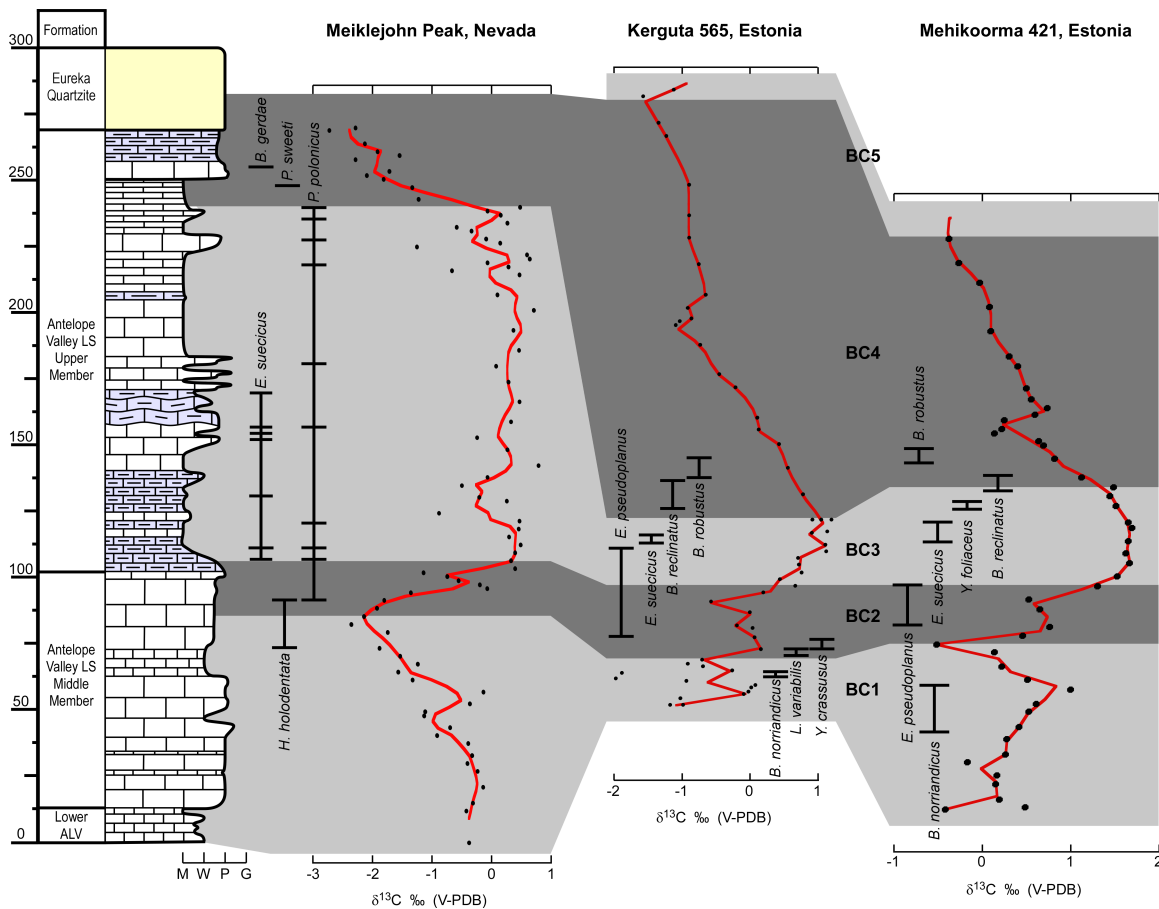 Formation
Meiklejohn Peak, Nevada
Kerguta 565, Estonia
Mehikoorma 421, Estonia
300
250
200
150
100
50
0
Eureka
Quartzite
Antelope
Valley LS
Upper
Member
Antelope
Valley LS
Middle
Member
Lower
ALV
M W P G
B. gerdae
P. sweeti
P. polonicus
E. suecicus
H. holodentata
-3 -2 -1 0 1
δ13C ‰ (V-PDB)
E. pseudoplanus
E. suecicus
B. reclinatus
B. robustus
B. norriandicus
L. variabilis
Y. crassusus
-2 -1 0 1
δ13C ‰ (V-PDB)
BC5
BC4
BC3
BC2
BC1
B. robustus
B. reclinatus
Y. foliaceus
E. suecicus
E. pseudoplanus
B. norriandicus
-1 0 1 2
δ13C ‰ (V-PDB)